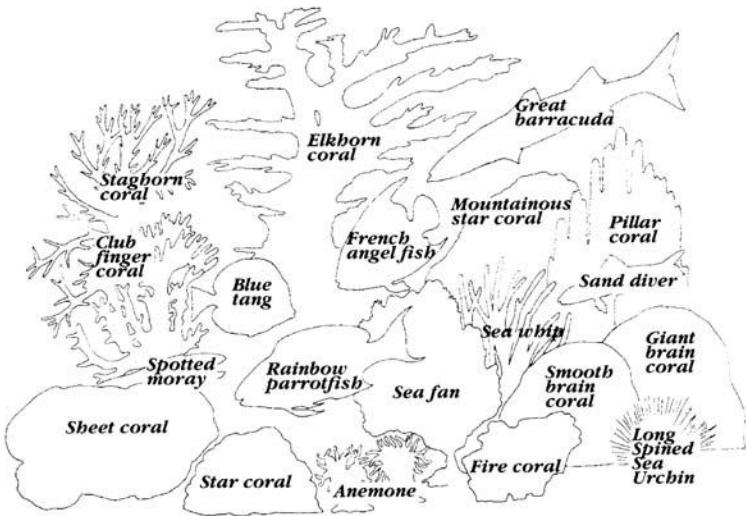 Great
barracuda
Elkhorn
coral
Staghorn
coral
Mountainous
star coral
Pillar
coral
French
angel fish
Club
finger
coral
Blue
tang
Sand diver
Sea whip
Giant
brain
coral
Spotted
moray
Rainbow
parrotfish
Sea fan
Smooth
brain
coral
Sheet coral
Long
Spined
Sea
Urchin
Star coral
Anemone
Fire coral